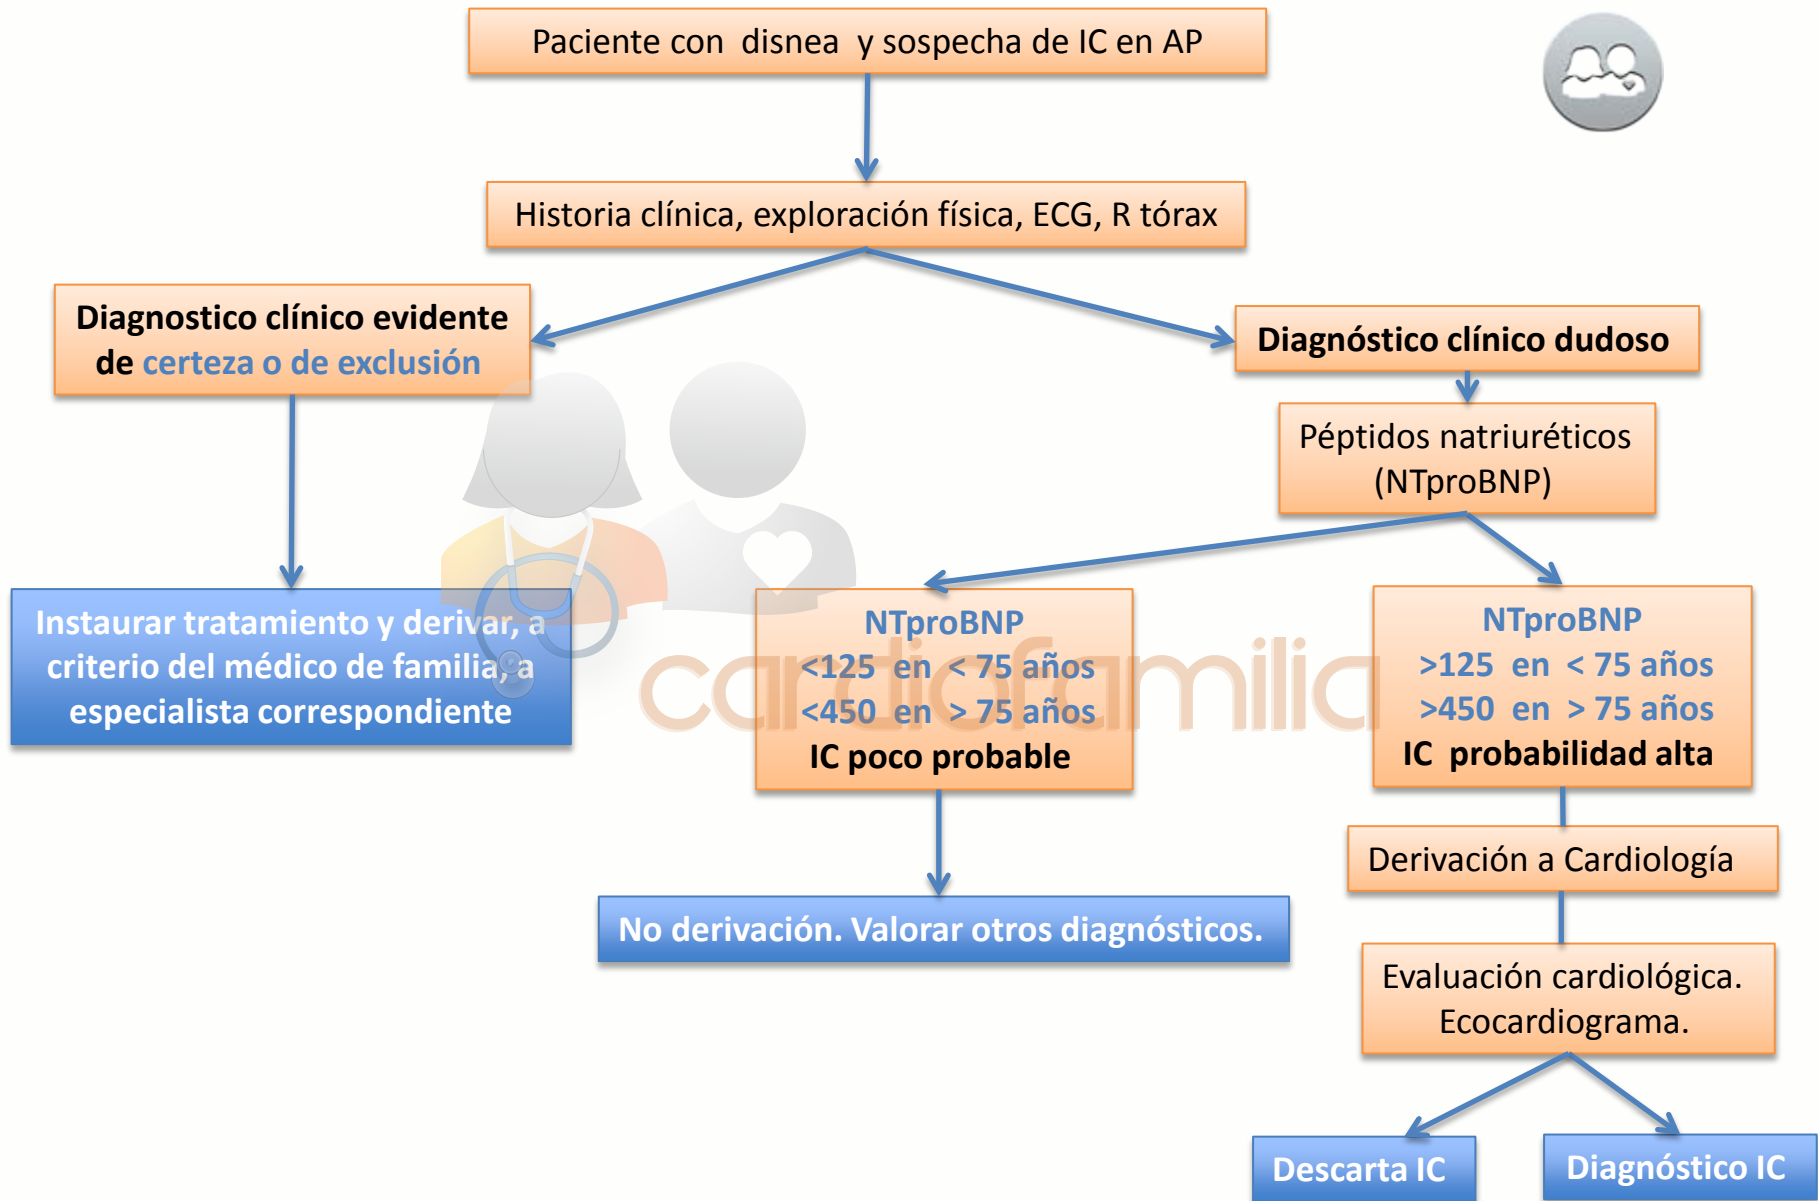 Paciente con disnea y sospecha de IC en AP
Historia clínica, exploración física, ECG, R tórax
Diagnostico clínico evidente
de certeza o de exclusión
Diagnóstico clínico dudoso
Péptidos natriuréticos
(NTproBNP)
Instaurar tratamiento y derivar, a
criterio del médico de familia, a
especialista correspondiente
NTproBNP
<125 en < 75 años
<450 en > 75 años
IC poco probable
NTproBNP
>125 en < 75 años
>450 en > 75 años
IC probabilidad alta
cardiofamilia
Derivación a Cardiología
No derivación. Valorar otros diagnósticos.
Evaluación cardiológica.
Ecocardiograma.
Descarta IC
Diagnóstico IC